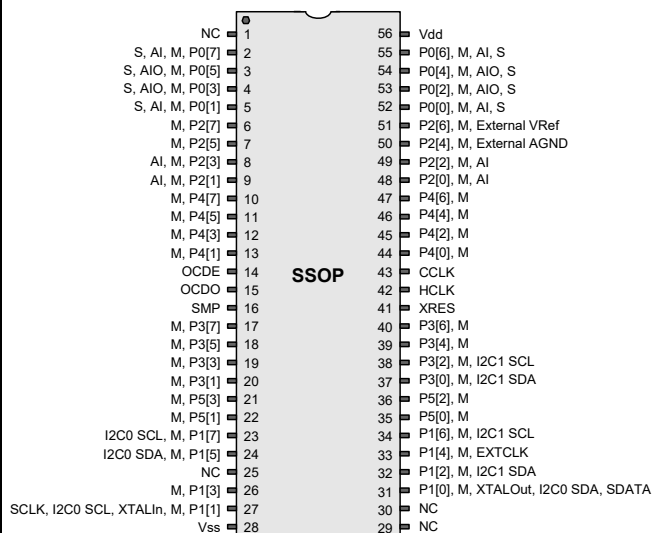 NC 1 56 Vdd
S, AI, M, P0[7] 2 55 P0[6], M, AI, S
S, AIO, M, P0[5] 3 54 P0[4], M, AIO, S
S, AIO, M, P0[3] 4 53 P0[2], M, AIO, S
S, AI, M, P0[1] 5 52 P0[0], M, AI, S
M, P2[7] 6 51 P2[6], M, External VRef
M, P2[5] 7 50 P2[4], M, External AGND
AI, M, P2[3] 8 49 P2[2], M, AI
AI, M, P2[1] 9 48 P2[0], M, AI
M, P4[7] 10 47 P4[6], M
M, P4[5] 11 46 P4[4], M
M, P4[3] 12 45 P4[2], M
M, P4[1] 13 44 P4[0], M
OCDE 14 SSOP 43 CCLK
OCDO 15 42 HCLK
SMP 16 41 XRES
M, P3[7] 17 40 P3[6], M
M, P3[5] 18 39 P3[4], M
M, P3[3] 19 38 P3[2], M, I2C1 SCL
M, P3[1] 20 37 P3[0], M, I2C1 SDA
M, P5[3] 21 36 P5[2], M
M, P5[1] 22 35 P5[0], M
I2C0 SCL, M, P1[7] 23 34 P1[6], M, I2C1 SCL
I2C0 SDA, M, P1[5] 24 33 P1[4], M, EXTCLK
NC 25 32 P1[2], M, I2C1 SDA
M, P1[3] 26 31 P1[0], M, XTALOut, I2C0 SDA, SDATA
SCLK, I2C0 SCL, XTALIn, M, P1[1] 27 30 NC
Vss 28 29 NC